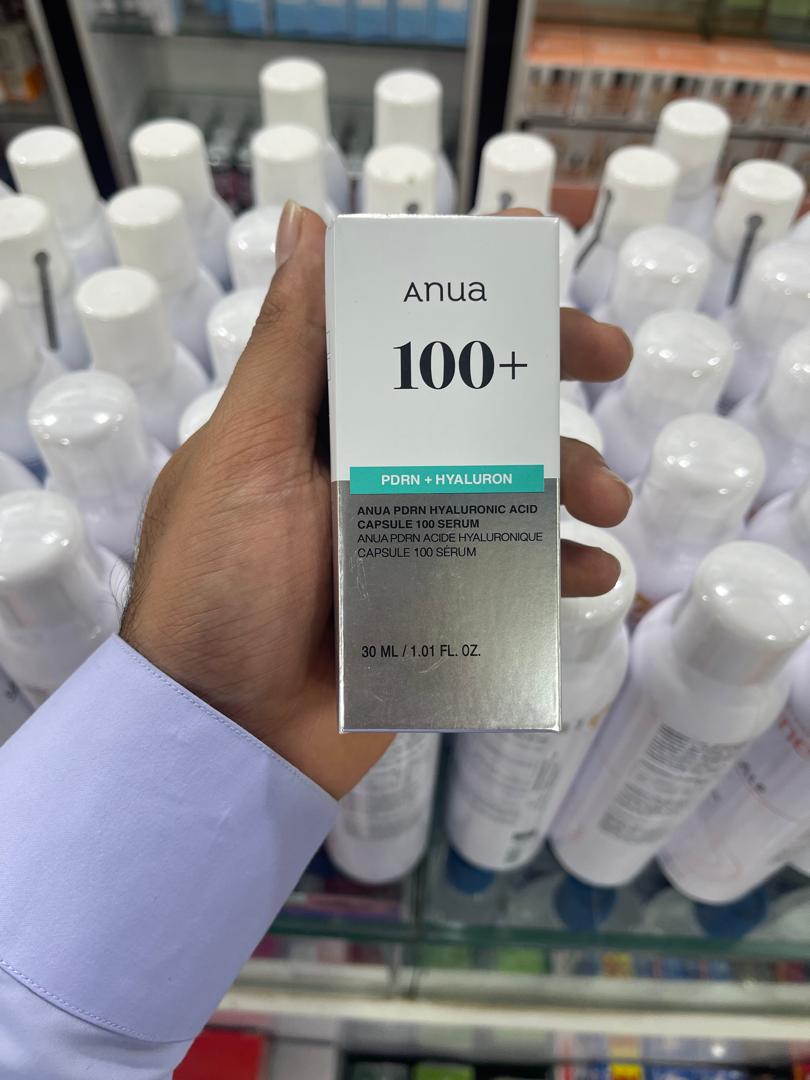 Anua
100+
PDRN + HYALURON
ANUA PDRN HYALURONIC ACID
CAPSULE 100 SERUM
ANUA PDRN ACIDE HYALURONIQUE
CAPSULE 100 SÉRUM
30 ML / 1.01 FL. OZ.